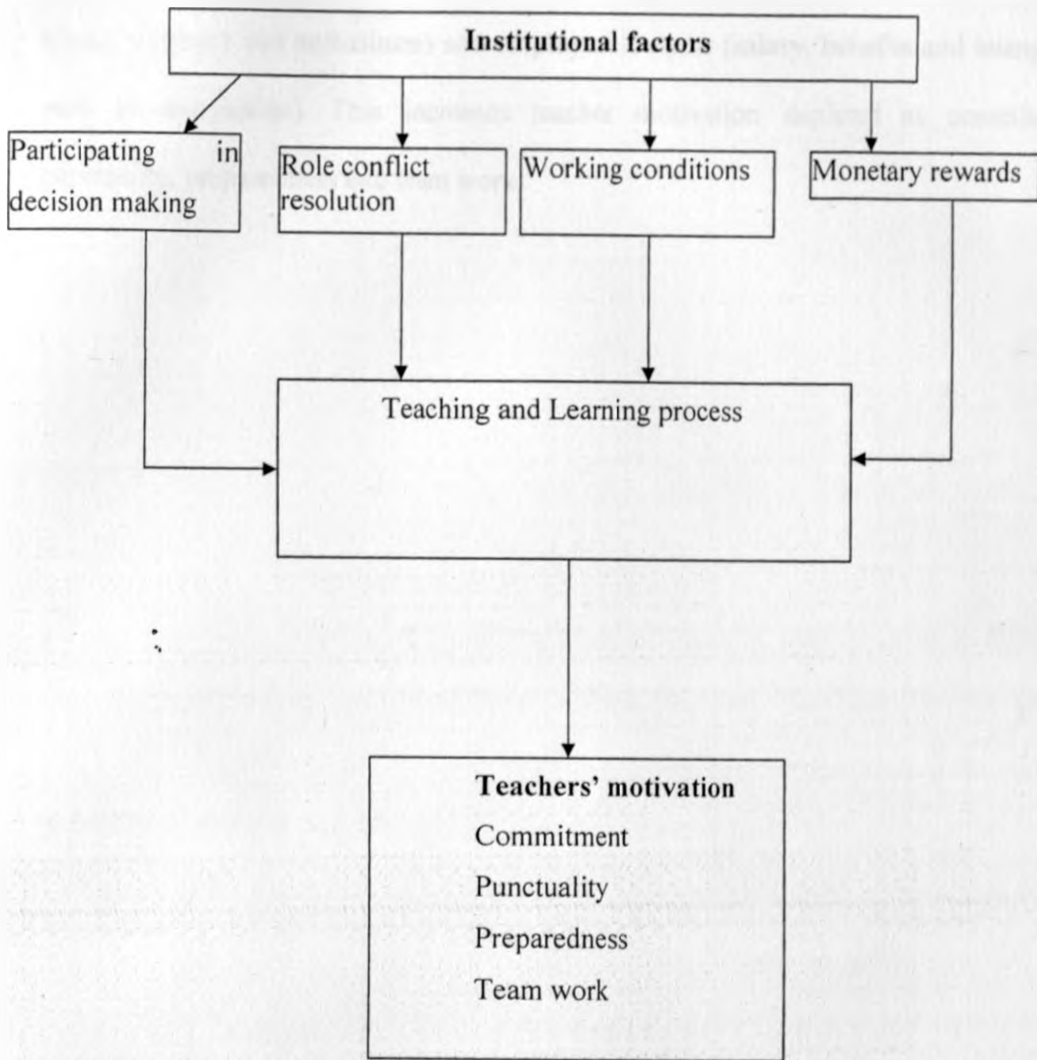 Institutional factors
Participating in
decision making
Role conflict
resolution
Working conditions
Monetary rewards
Teaching and Learning process
Teachers’ motivation
Commitment
Punctuality
Preparedness
Team work